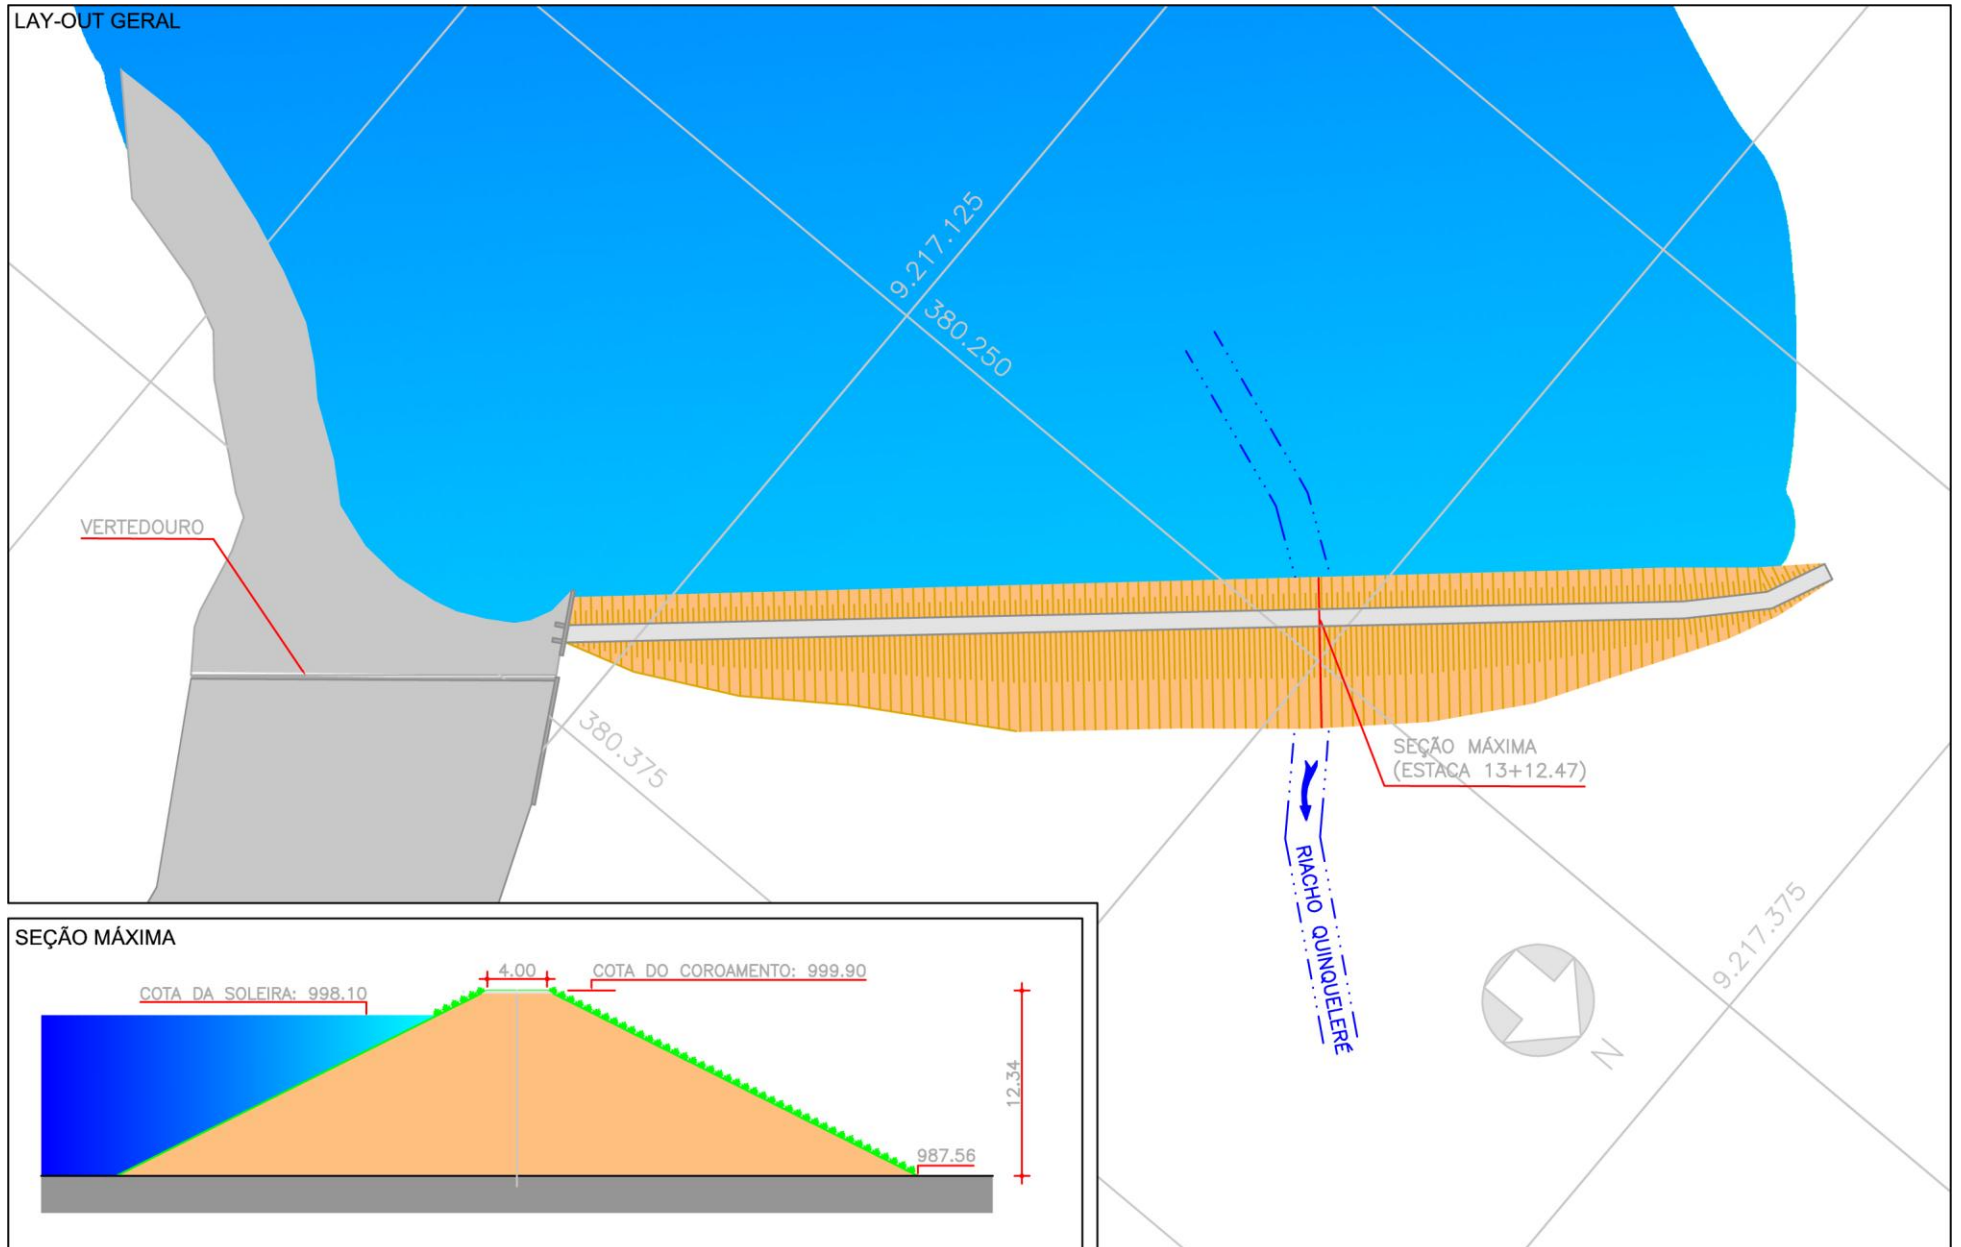 LAY-OUT GERAL
9.217.125
380.250
VERTEDOURO
380.375
SEÇÃO MÁXIMA
(ESTACA 13+12.47)
RIACHO QUINQUELERÊ
9.217.375
N
SEÇÃO MÁXIMA
4.00
COTA DO COROAMENTO: 999.90
COTA DA SOLEIRA: 998.10
12.34
987.56